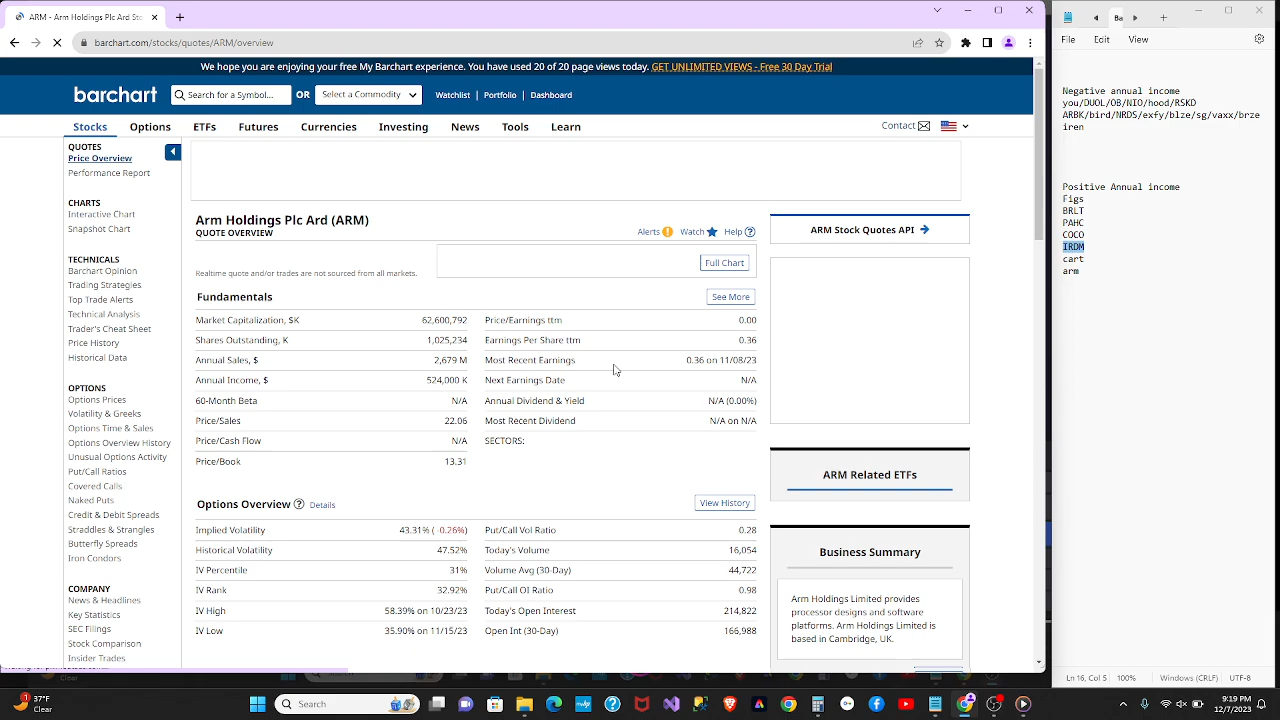 ARM - Arm Holdings Plc Ard Sto
barchart.com/stocks/quotes/ARM/overview
We hope you are enjoying your free My Barchart experience. You have used 20 of 20 page views today. GET UNLIMITED VIEWS - Free 30 Day Trial
barchart Search for a Symbol... OR Select a Commodity Watchlist | Portfolio | Dashboard
Stocks Options ETFs Futures Currencies Investing News Tools Learn Contact
QUOTES
Price Overview
Performance Report
CHARTS
Interactive Chart
Snapshot Chart
TECHNICALS
Barchart Opinion
Trading Strategies
Top Trade Alerts
Technical Analysis
Trader's Cheat Sheet
Price History
Historical Data
OPTIONS
Options Prices
Volatility & Greeks
Options Time & Sales
Options Overview History
Unusual Options Activity
Put/Call Ratios
Covered Calls
Naked Puts
Credit & Debit Spreads
Straddles & Strangles
Butterfly Spreads
Iron Condors
COMPANY
News & Headlines
Key Statistics
SEC Filings
Stock Comparison
Insider Trades
Arm Holdings Plc Ard (ARM)
QUOTE OVERVIEW
Alerts Watch Help
Realtime quote and/or trades are not sourced from all markets.
Full Chart
Fundamentals See More
Market Capitalization, $K 62,600,792 Price/Earnings ttm 0.00
Shares Outstanding, K 1,025,234 Earnings Per Share ttm 0.36
Annual Sales, $ 2,679 M Most Recent Earnings 0.36 on 11/08/23
Annual Income, $ 524,000 K Next Earnings Date N/A
60-Month Beta N/A Annual Dividend & Yield N/A (0.00%)
Price/Sales 22.06 Most Recent Dividend N/A on N/A
Price/Cash Flow N/A SECTORS:
Price/Book 13.31
Options Overview Details View History
Implied Volatility 43.31% ( -0.26%) Put/Call Vol Ratio 0.28
Historical Volatility 47.52% Today's Volume 16,054
IV Percentile 31% Volume Avg (30-Day) 44,722
IV Rank 32.92% Put/Call OI Ratio 0.98
IV High 58.39% on 10/23/23 Today's Open Interest 214,822
IV Low 35.90% on 11/15/23 Open Int (30-Day) 166,988
ARM Stock Quotes API
ARM Related ETFs
Business Summary
Arm Holdings Limited provides
processor designs and software
platforms. Arm Holdings Limited is
based in Cambridge, UK.
Ba
File Edit View
Negative annual income
you/DUOL/OB/NIO/hood/RSKD
ARBK/bird/NRDS/exfy/blze/sg/vaxx/brze
iren
Positive Annual income
Figs
BRLT
PAHC
COCO
IRDM
cart
arm
Ln 16, Col 5 100% Windows (CRLF) UTF-8
37°F
Clear
Search
9:19 PM
12/7/2023